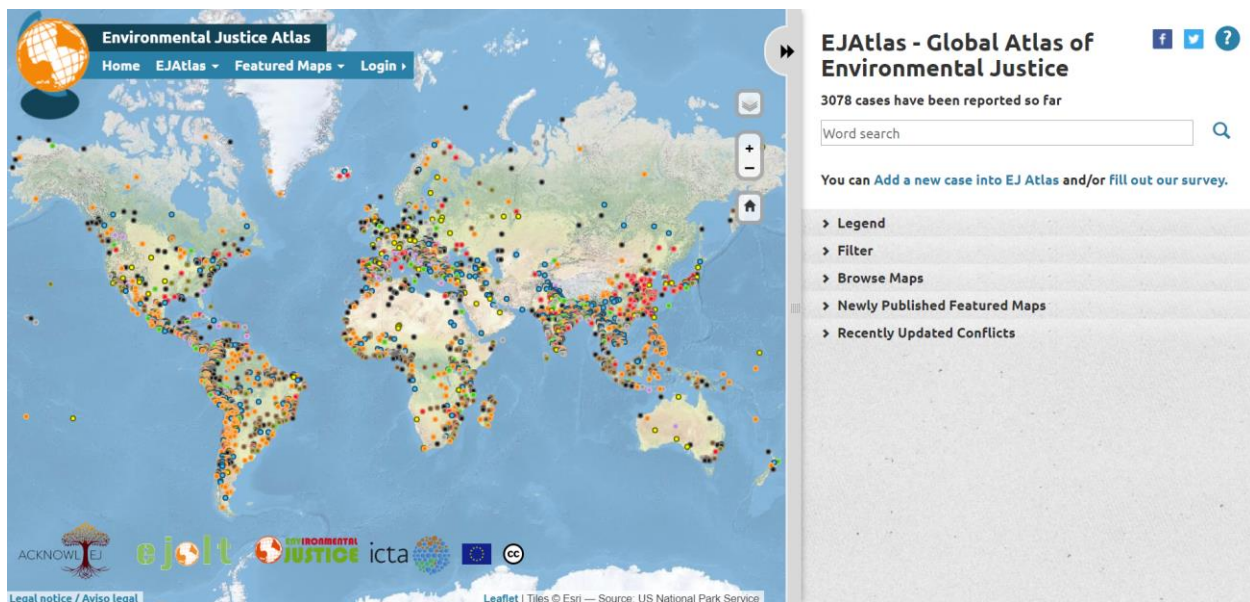 Environmental Justice Atlas
Home EJAtlas Featured Maps Login
EJAtlas - Global Atlas of
Environmental Justice
3078 cases have been reported so far
Word search
You can Add a new case into EJ Atlas and/or fill out our survey.
Legend
Filter
Browse Maps
Newly Published Featured Maps
Recently Updated Conflicts
+
−
f
?
ACKNOWL EJ
ejolt
ENVIRONMENTAL
JUSTICE
icta
cc
Legal notice / Aviso legal
Leaflet | Tiles © Esri — Source: US National Park Service